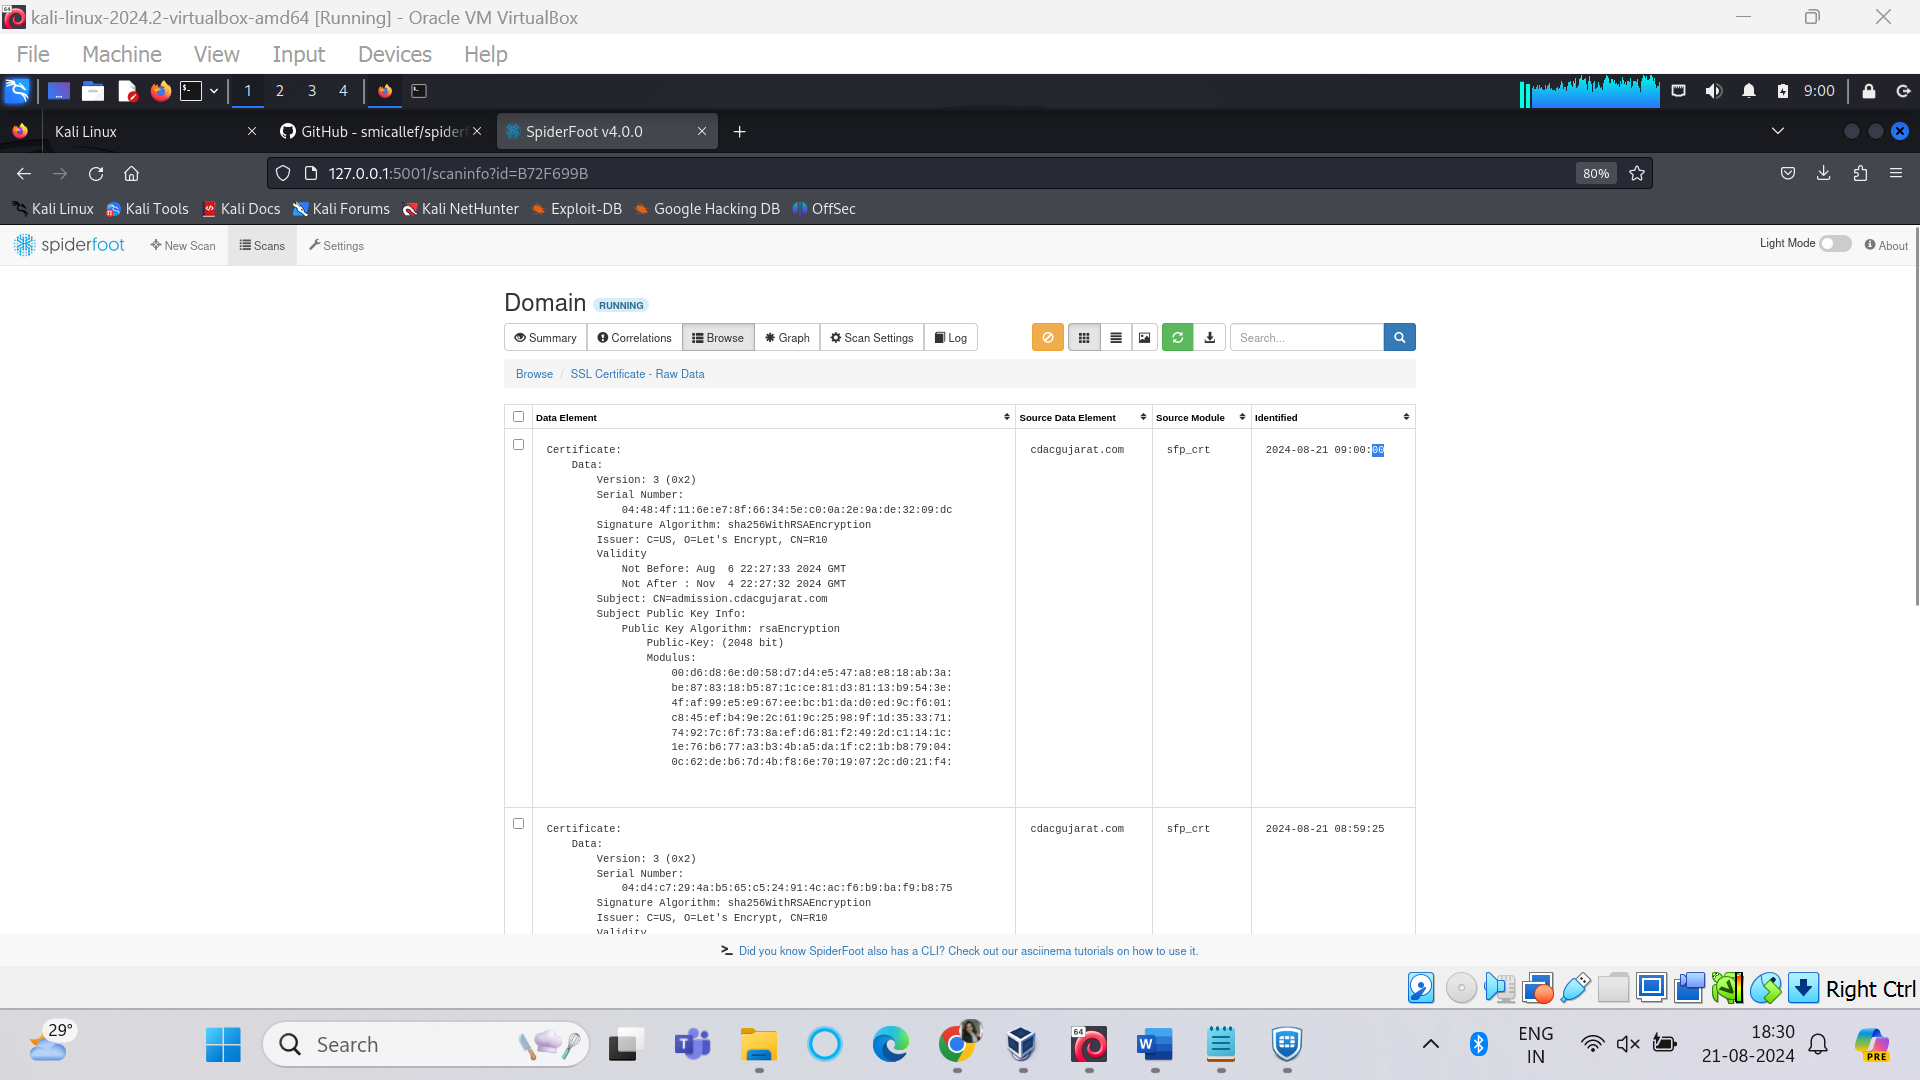 kali-linux-2024.2-virtualbox-amd64 [Running] - Oracle VM VirtualBox
File Machine View Input Devices Help
1 2 3 4 9:00
Kali Linux GitHub - smicallef/spider SpiderFoot v4.0.0
127.0.0.1:5001/scaninfo?id=B72F699B 80%
Kali Linux Kali Tools Kali Docs Kali Forums Kali NetHunter Exploit-DB Google Hacking DB OffSec
spiderfoot New Scan Scans Settings Light Mode About
Domain RUNNING
Summary Correlations Browse Graph Scan Settings Log Search...
Browse / SSL Certificate - Raw Data
Data Element Source Data Element Source Module Identified
Certificate: cdacgujarat.com sfp_crt 2024-08-21 09:00:00
Data:
Version: 3 (0x2)
Serial Number:
04:48:4f:11:6e:e7:8f:66:34:5e:c0:0a:2e:9a:de:32:09:dc
Signature Algorithm: sha256WithRSAEncryption
Issuer: C=US, O=Let's Encrypt, CN=R10
Validity
Not Before: Aug  6 22:27:33 2024 GMT
Not After : Nov  4 22:27:32 2024 GMT
Subject: CN=admission.cdacgujarat.com
Subject Public Key Info:
Public Key Algorithm: rsaEncryption
Public-Key: (2048 bit)
Modulus:
00:d6:d8:6e:d0:58:d7:d4:e5:47:a8:e8:18:ab:3a:
be:87:83:18:b5:87:1c:ce:81:d3:81:13:b9:54:3e:
4f:af:99:e5:e9:67:ee:bc:b1:da:d0:ed:9c:f6:01:
c8:45:ef:b4:9e:2c:61:9c:25:98:9f:1d:35:33:71:
74:92:7c:6f:73:8a:ef:d6:81:f2:49:2d:c1:14:1c:
1e:76:b6:77:a3:b3:4b:a5:da:1f:c2:1b:b8:79:04:
0c:62:de:b6:7d:4b:f8:6e:70:19:07:2c:d0:21:f4:
Certificate: cdacgujarat.com sfp_crt 2024-08-21 08:59:25
Data:
Version: 3 (0x2)
Serial Number:
04:d4:c7:29:4a:b5:65:c5:24:91:4c:ac:f6:b9:ba:f9:b8:75
Signature Algorithm: sha256WithRSAEncryption
Issuer: C=US, O=Let's Encrypt, CN=R10
Validity
Did you know SpiderFoot also has a CLI? Check out our asciinema tutorials on how to use it.
Right Ctrl
29° Search ENG 18:30
IN 21-08-2024
64
PRE